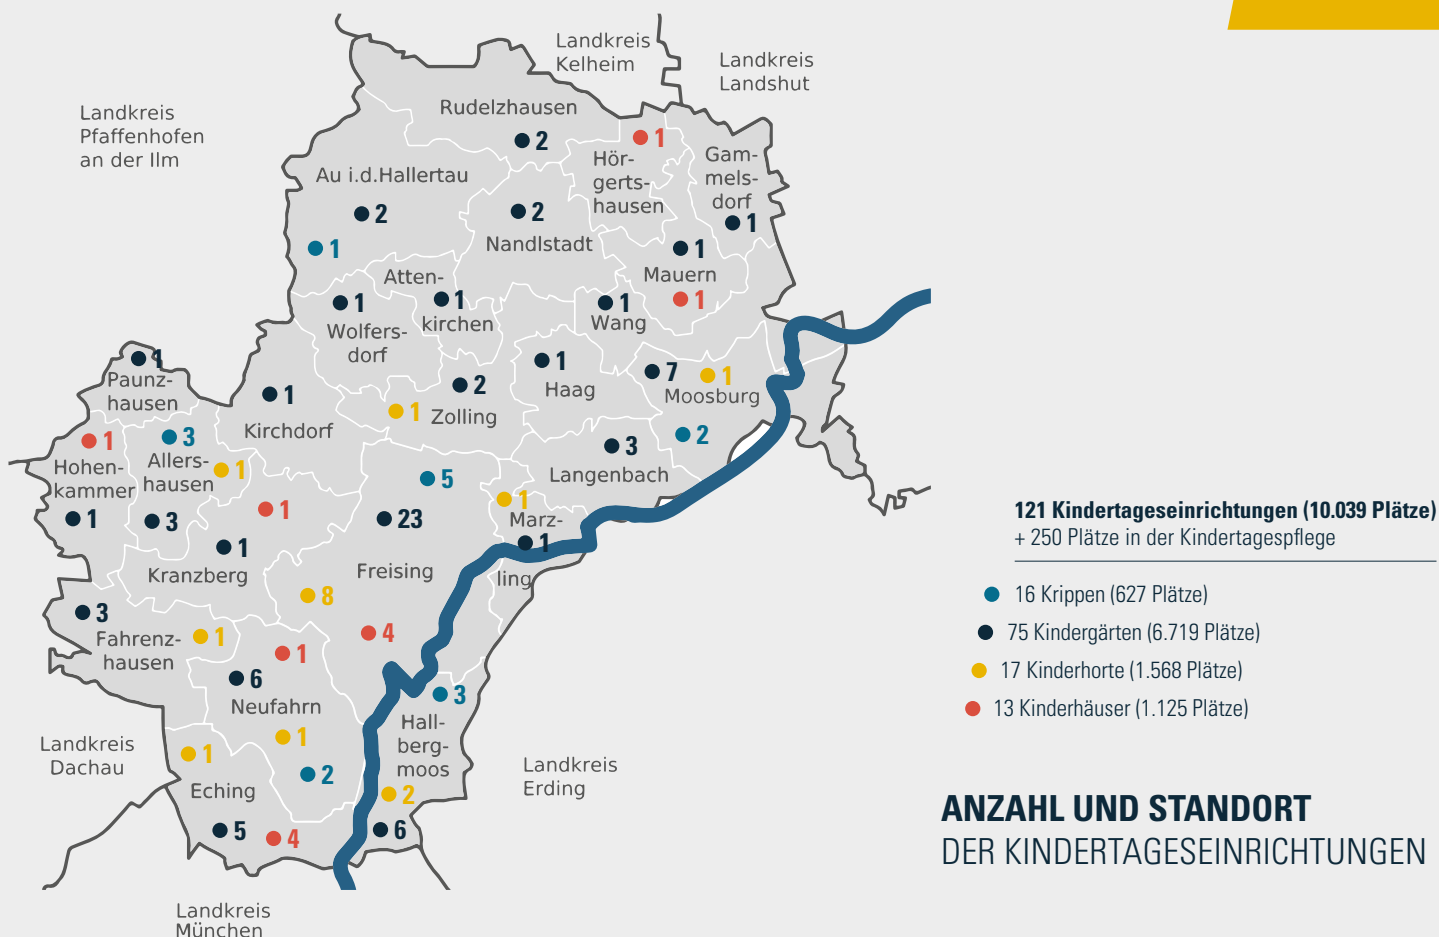 Landkreis
Kelheim
Landkreis
Landshut
Landkreis
Pfaffenhofen
an der Ilm
Rudelzhausen
2
1
Hör-
gerts-
hausen
Gam-
mels-
dorf
1
Au i.d.Hallertau
2
1
2
Nandlstadt
1
Mauern
1
Atten-
kirchen
1
1
Wolfers-
dorf
1
Wang
1
Paunz-
hausen
1
Kirchdorf
2
1
Zolling
1
Haag
7
1
Moosburg
2
1
Hohen-
kammer
1
3
Allers-
hausen
1
3
1
1
Kranzberg
5
23
Freising
8
4
3
Langenbach
1
Marz-
1
ling
3
Fahrenz-
hausen
1
1
6
Neufahrn
1
2
3
Hall-
berg-
moos
2
6
1
Eching
5
4
Landkreis
Dachau
Landkreis
Erding
Landkreis
München
121 Kindertageseinrichtungen (10.039 Plätze)
+ 250 Plätze in der Kindertagespflege
16 Krippen (627 Plätze)
75 Kindergärten (6.719 Plätze)
17 Kinderhorte (1.568 Plätze)
13 Kinderhäuser (1.125 Plätze)
ANZAHL UND STANDORT
DER KINDERTAGESEINRICHTUNGEN